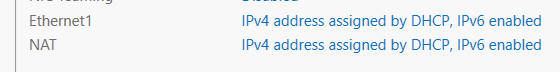 Ethernet1 IPv4 address assigned by DHCP, IPv6 enabled
NAT IPv4 address assigned by DHCP, IPv6 enabled